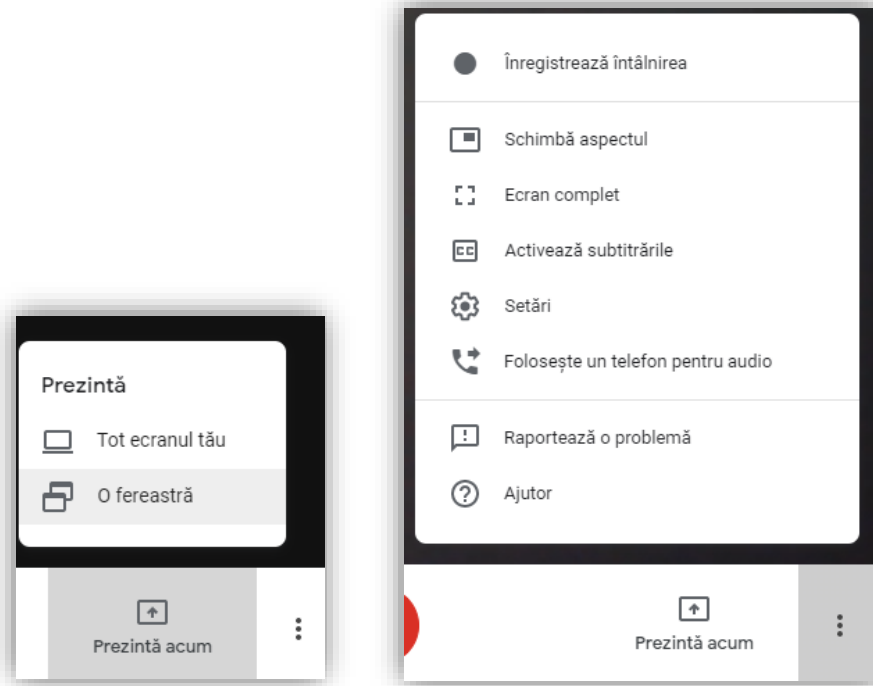 Prezintă
Tot ecranul tău
O fereastră
Prezintă acum
Înregistrează întâlnirea
Schimbă aspectul
Ecran complet
CC
Activează subtitrările
Setări
Folosește un telefon pentru audio
Raportează o problemă
Ajutor
Prezintă acum